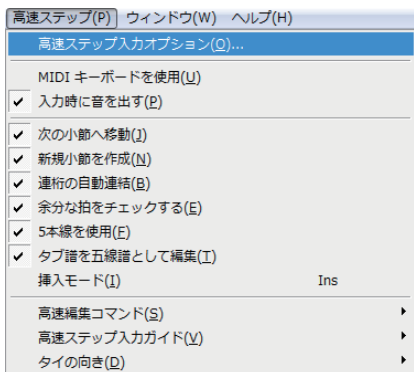 高速ステップ(P) ウィンドウ(W) ヘルプ(H)
高速ステップ入力オプション(O)...
MIDI キーボードを使用(U)
入力時に音を出す(P)
次の小節へ移動(J)
新規小節を作成(N)
連桁の自動連結(B)
余分な拍をチェックする(E)
5本線を使用(F)
タブ譜を五線譜として編集(T)
挿入モード(I) Ins
高速編集コマンド(S)
高速ステップ入力ガイド(V)
タイの向き(D)